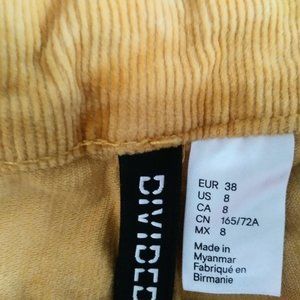 DIVIDED
EUR 38
US 8
CA 8
CN 165/72A
MX 8
Made in
Myanmar
Fabriqué en
Birmanie